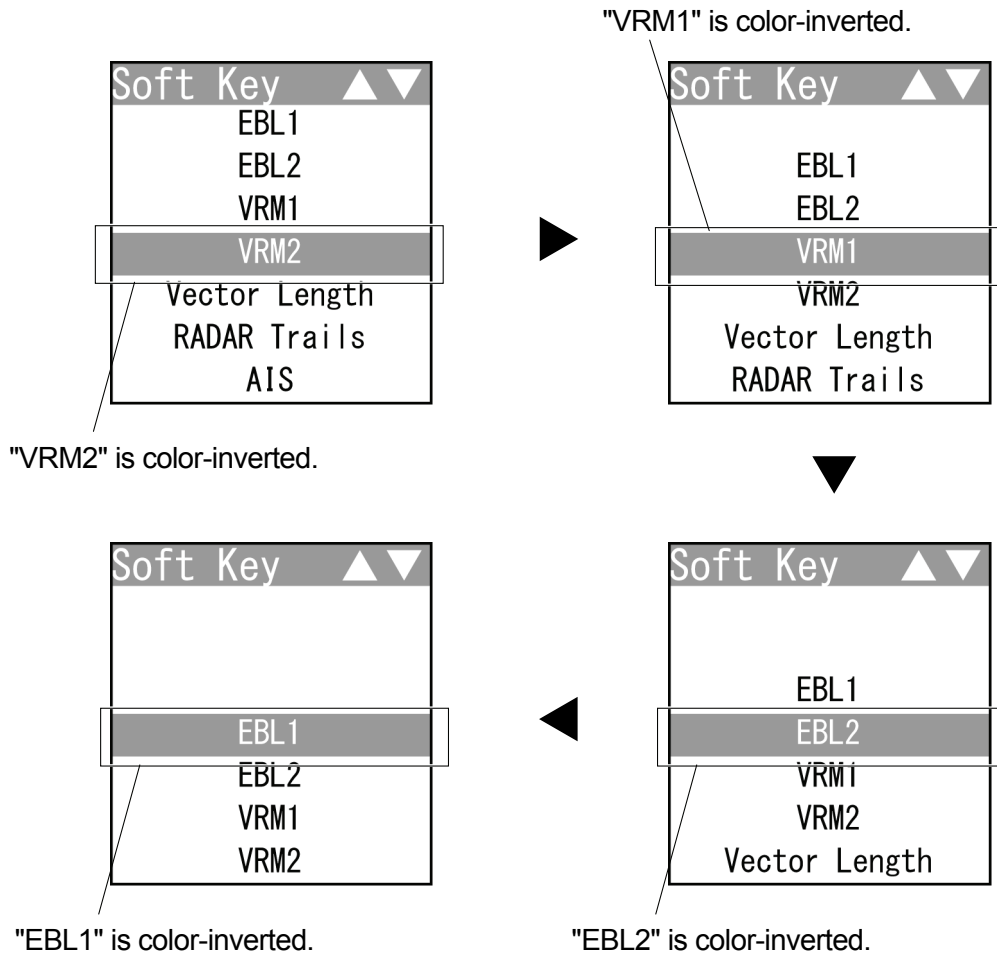 "VRM1" is color-inverted.
Soft Key ▲▼
EBL1
EBL2
VRM1
VRM2
Vector Length
RADAR Trails
AIS
"VRM2" is color-inverted.
Soft Key ▲▼
EBL1
EBL2
VRM1
VRM2
Vector Length
RADAR Trails
Soft Key ▲▼
EBL1
EBL2
VRM1
VRM2
"EBL1" is color-inverted.
Soft Key ▲▼
EBL1
EBL2
VRM1
VRM2
Vector Length
"EBL2" is color-inverted.